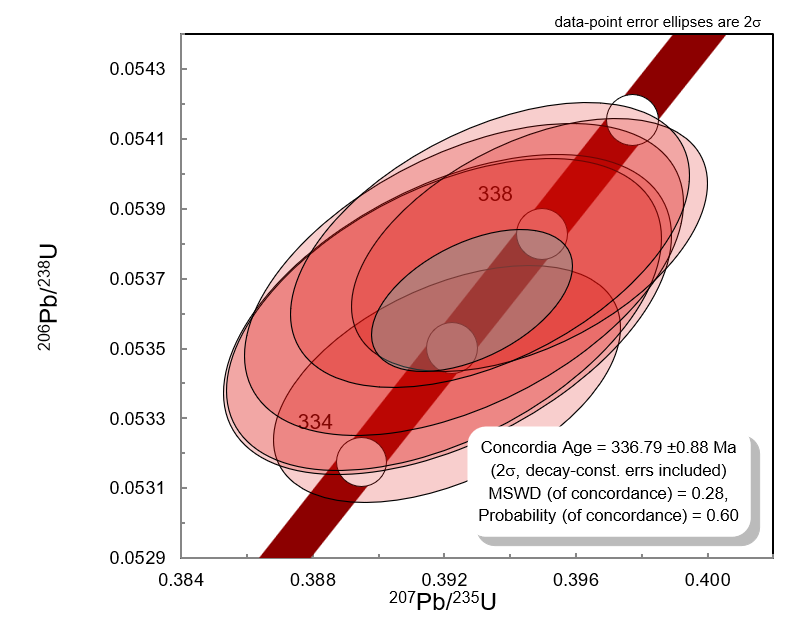 data-point error ellipses are 2σ
0.0543
0.0541
0.0539
0.0537
0.0535
0.0533
0.0531
0.0529
206Pb/238U
338
334
Concordia Age = 336.79 ±0.88 Ma
(2σ, decay-const. errs included)
MSWD (of concordance) = 0.28,
Probability (of concordance) = 0.60
0.384 0.388 0.392 0.396 0.400
207Pb/235U